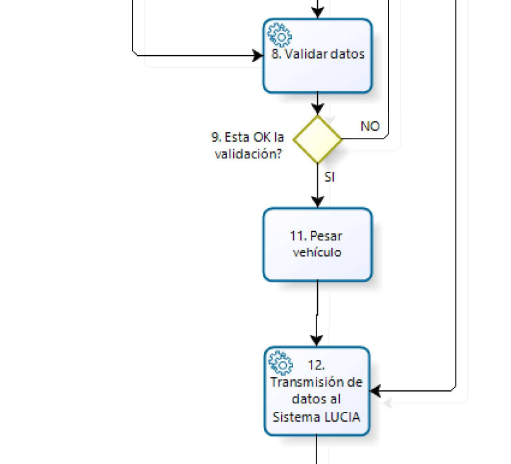 8. Validar datos
9. Esta OK la
validación?
NO
SI
11. Pesar
vehículo
12.
Transmisión de
datos al
Sistema LUCIA